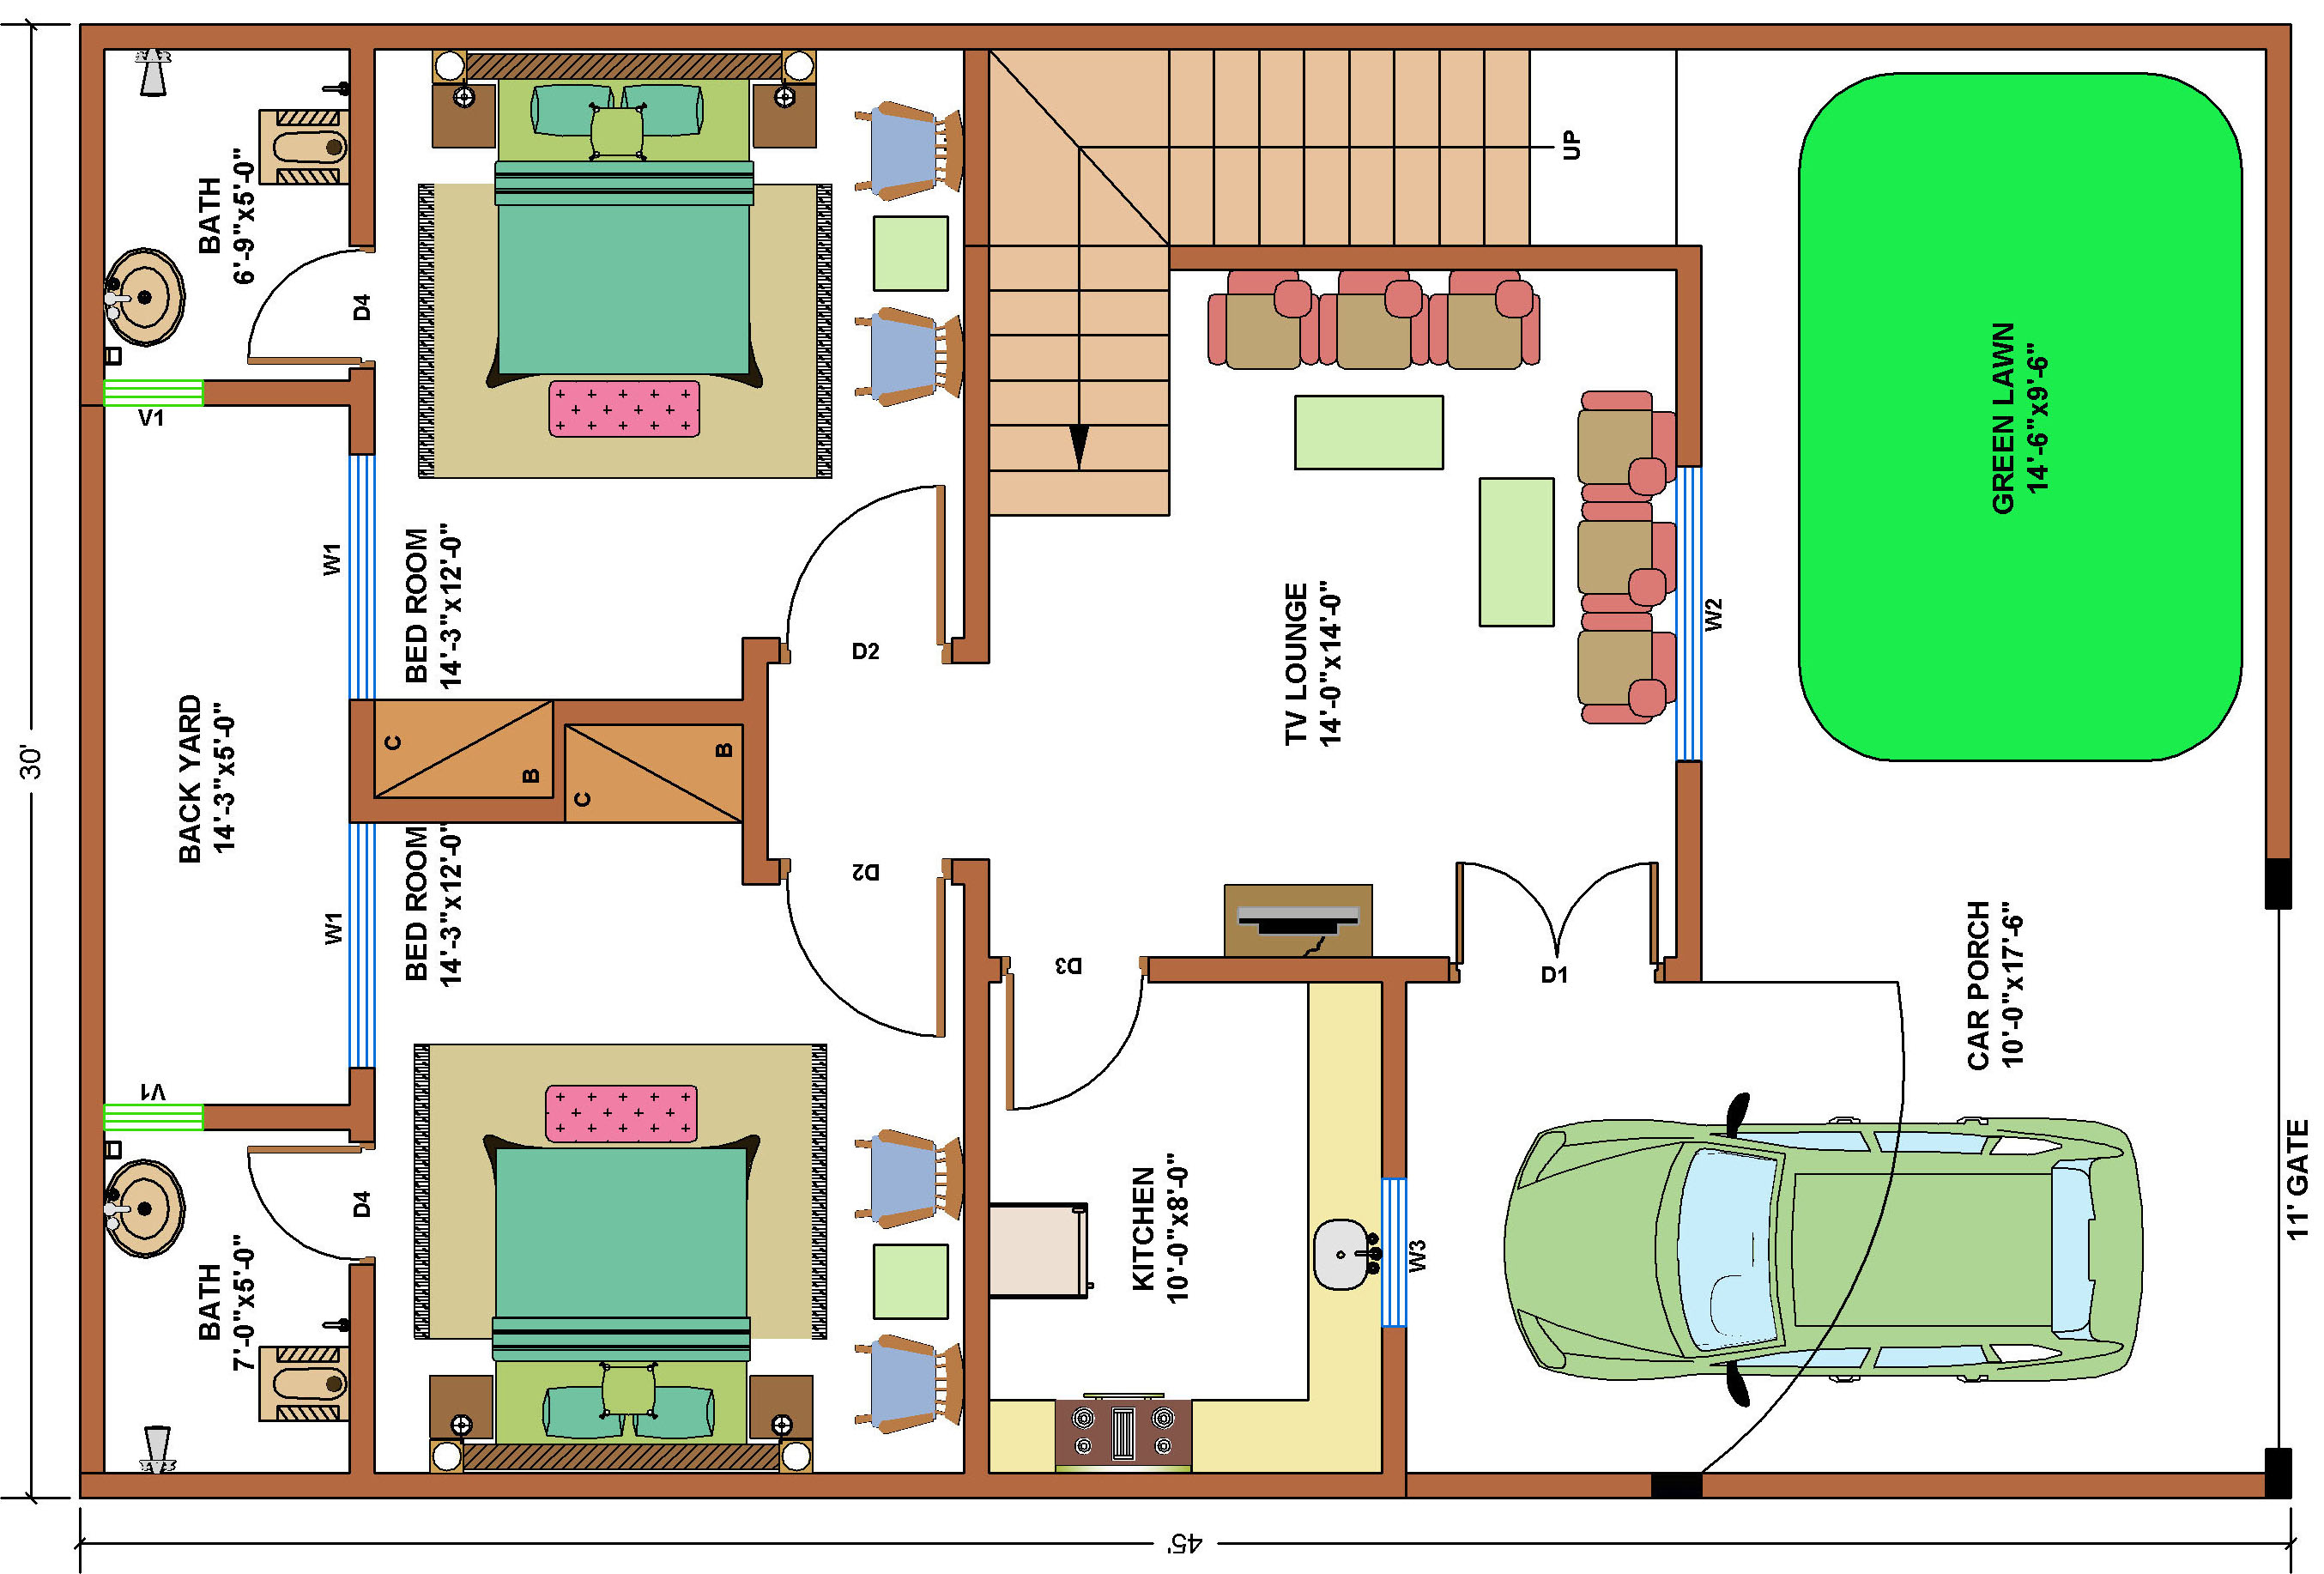 BATH
6'-9"x5'-0"
D4
V1
BACK YARD
14'-3"x5'-0"
W1
W1
V1
BATH
7'-0"x5'-0"
D4
BED ROOM
14'-3"x12'-0"
C
B
C
B
BED ROOM
14'-3"x12'-0"
D2
D2
UP
TV LOUNGE
14'-0"x14'-0"
W2
D3
D1
KITCHEN
10'-0"x8'-0"
W3
GREEN LAWN
14'-6"x9'-6"
CAR PORCH
10'-0"x17'-6"
11' GATE
30'
45'